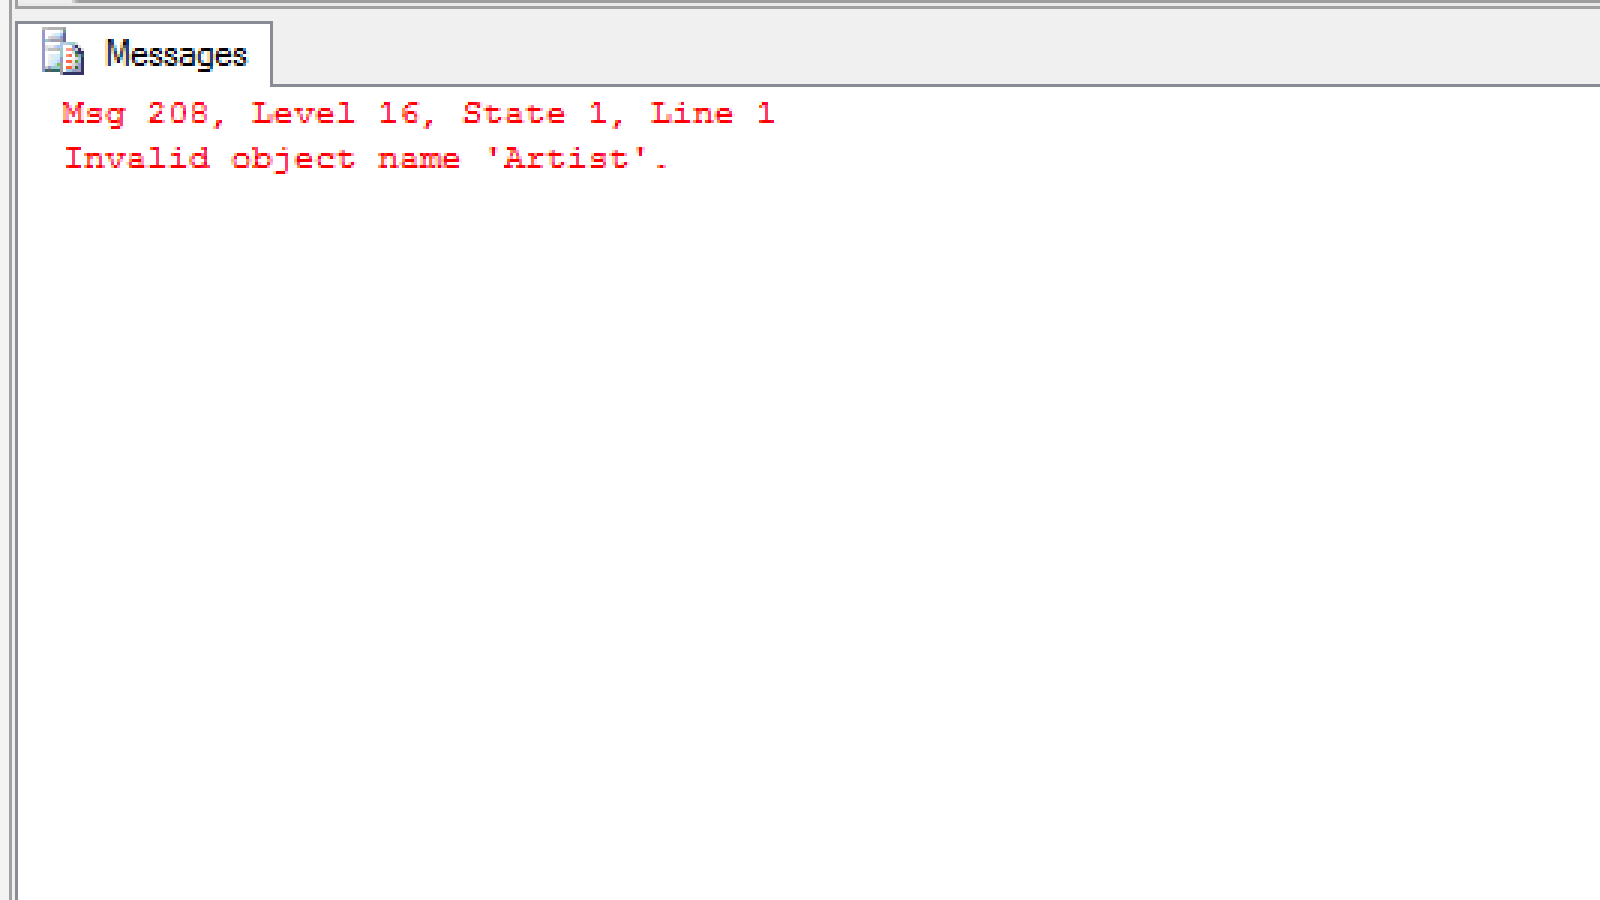 Messages
Msg 208, Level 16, State 1, Line 1
Invalid object name 'Artist'.